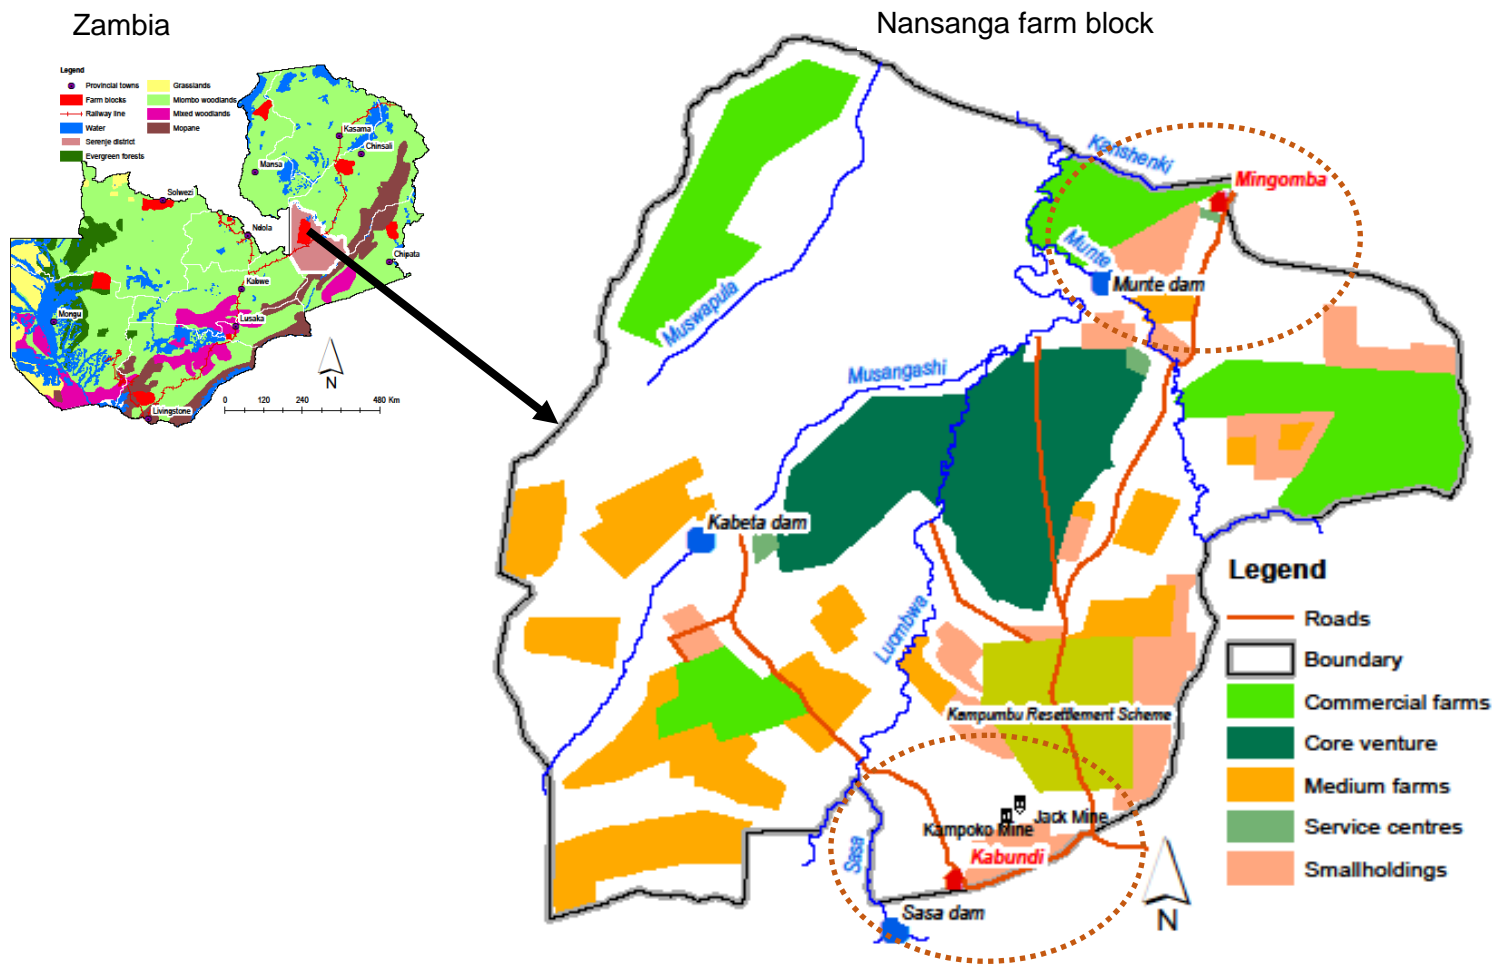 Zambia
Nansanga farm block
Legend
Provincial towns
Farm blocks
Railway line
Water
Serenje district
Evergreen forests
Grasslands
Miombo woodlands
Mixed woodlands
Mopane
Kasama
Chinsali
Mansa
Solwezi
Ndola
Chipata
Kabwe
Mongu
Lusaka
Livingstone
N
0 120 240 480 Km
Kanshenki
Mingomba
Munte
Munte dam
Muswapula
Musangashi
Kabeta dam
Luombwa
Kampumbu Resettlement Scheme
Jack Mine
Kampoko Mine
Kabundi
Sasa
Sasa dam
Legend
Roads
Boundary
Commercial farms
Core venture
Medium farms
Service centres
Smallholdings
N